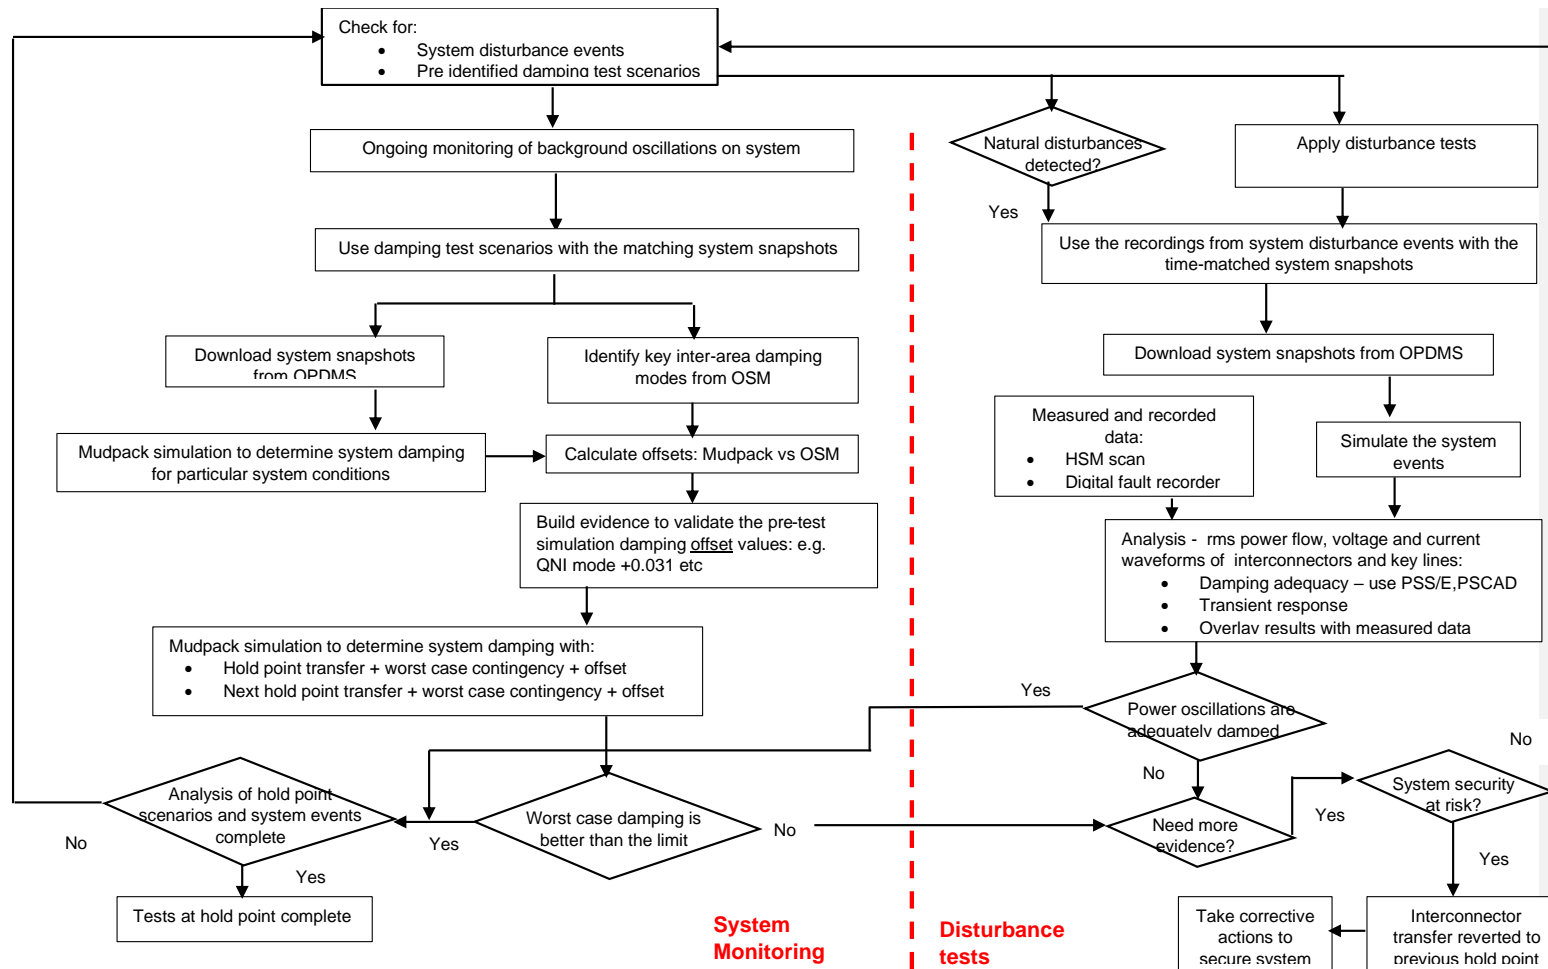 Check for:
• System disturbance events
• Pre identified damping test scenarios
Ongoing monitoring of background oscillations on system
Natural disturbances
detected?
Apply disturbance tests
Yes
Use damping test scenarios with the matching system snapshots
Use the recordings from system disturbance events with the
time-matched system snapshots
Download system snapshots
from OPDMS
Identify key inter-area damping
modes from OSM
Download system snapshots from OPDMS
Measured and recorded
data:
• HSM scan
• Digital fault recorder
Simulate the system
events
Mudpack simulation to determine system damping
for particular system conditions
Calculate offsets: Mudpack vs OSM
Build evidence to validate the pre-test
simulation damping offset values: e.g.
QNI mode +0.031 etc
Analysis - rms power flow, voltage and current
waveforms of interconnectors and key lines:
• Damping adequacy – use PSS/E,PSCAD
• Transient response
• Overlay results with measured data
Mudpack simulation to determine system damping with:
• Hold point transfer + worst case contingency + offset
• Next hold point transfer + worst case contingency + offset
Yes
Power oscillations are
adequately damped
No
No
Analysis of hold point
scenarios and system events
complete
No
Yes
Worst case damping is
better than the limit
Yes
No
Need more
evidence?
Yes
System security
at risk?
Yes
Tests at hold point complete
System
Monitoring
Disturbance
tests
Take corrective
actions to
secure system
Interconnector
transfer reverted to
previous hold point